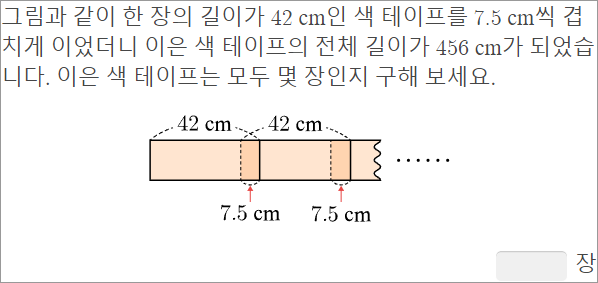 그림과 같이 한 장의 길이가 42 cm인 색 테이프를 7.5 cm씩 겹
치게 이었더니 이은 색 테이프의 전체 길이가 456 cm가 되었습
니다. 이은 색 테이프는 모두 몇 장인지 구해 보세요.
42 cm 42 cm
······
7.5 cm 7.5 cm
장